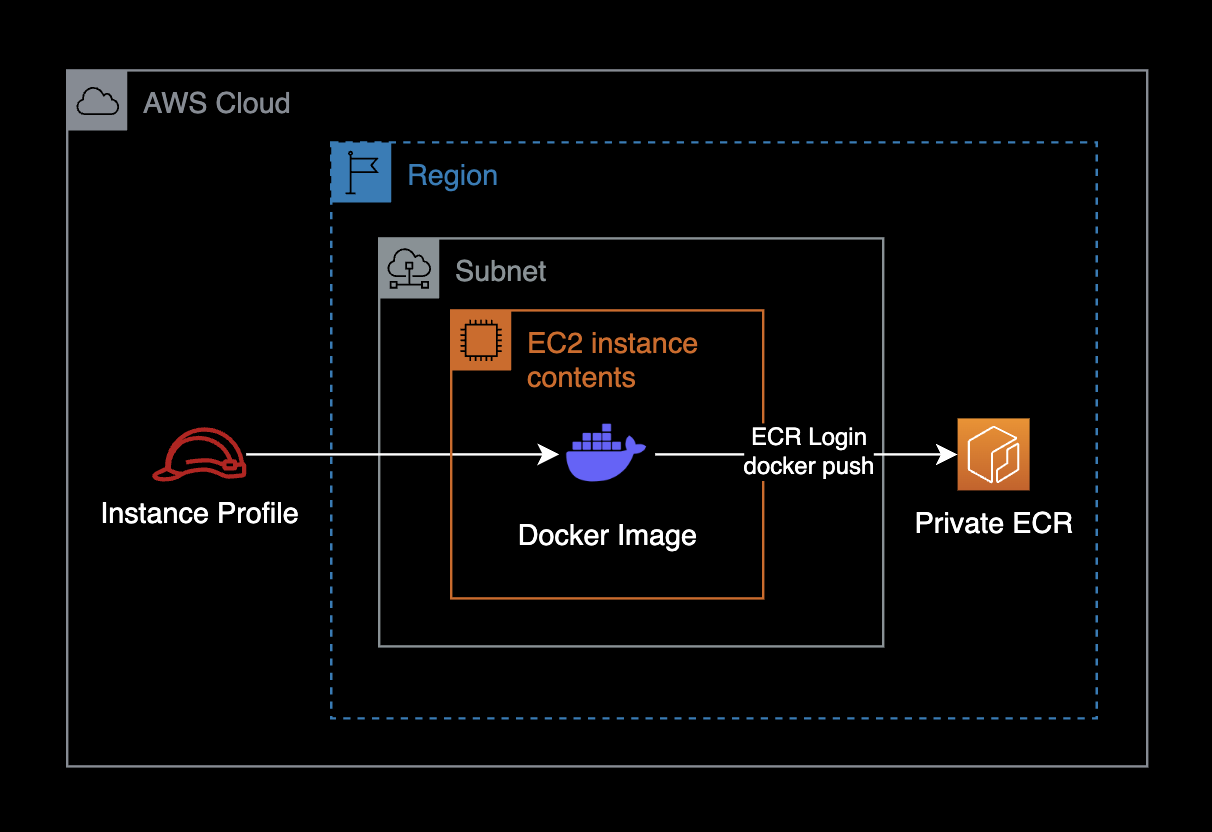 AWS Cloud
Region
Subnet
EC2 instance
contents
ECR Login
docker push
Instance Profile
Docker Image
Private ECR